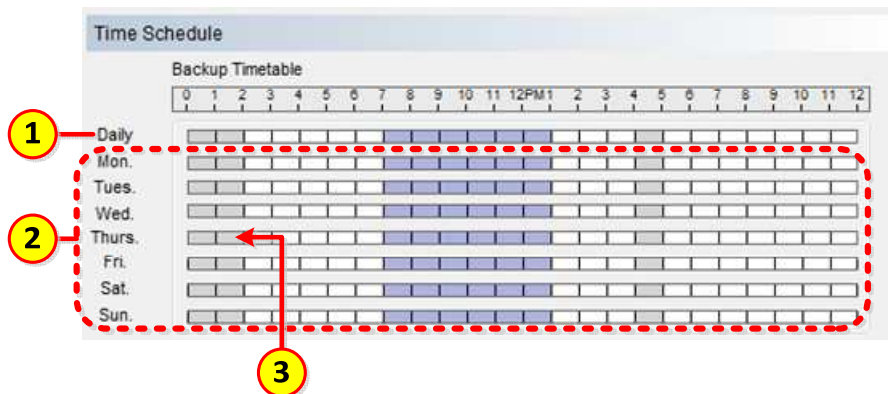 Time Schedule
Backup Timetable
0 1 2 3 4 5 6 7 8 9 10 11 12PM1 2 3 4 5 6 7 8 9 10 11 12
1
Daily
Mon.
Tues.
Wed.
2
Thurs.
Fri.
Sat.
Sun.
3